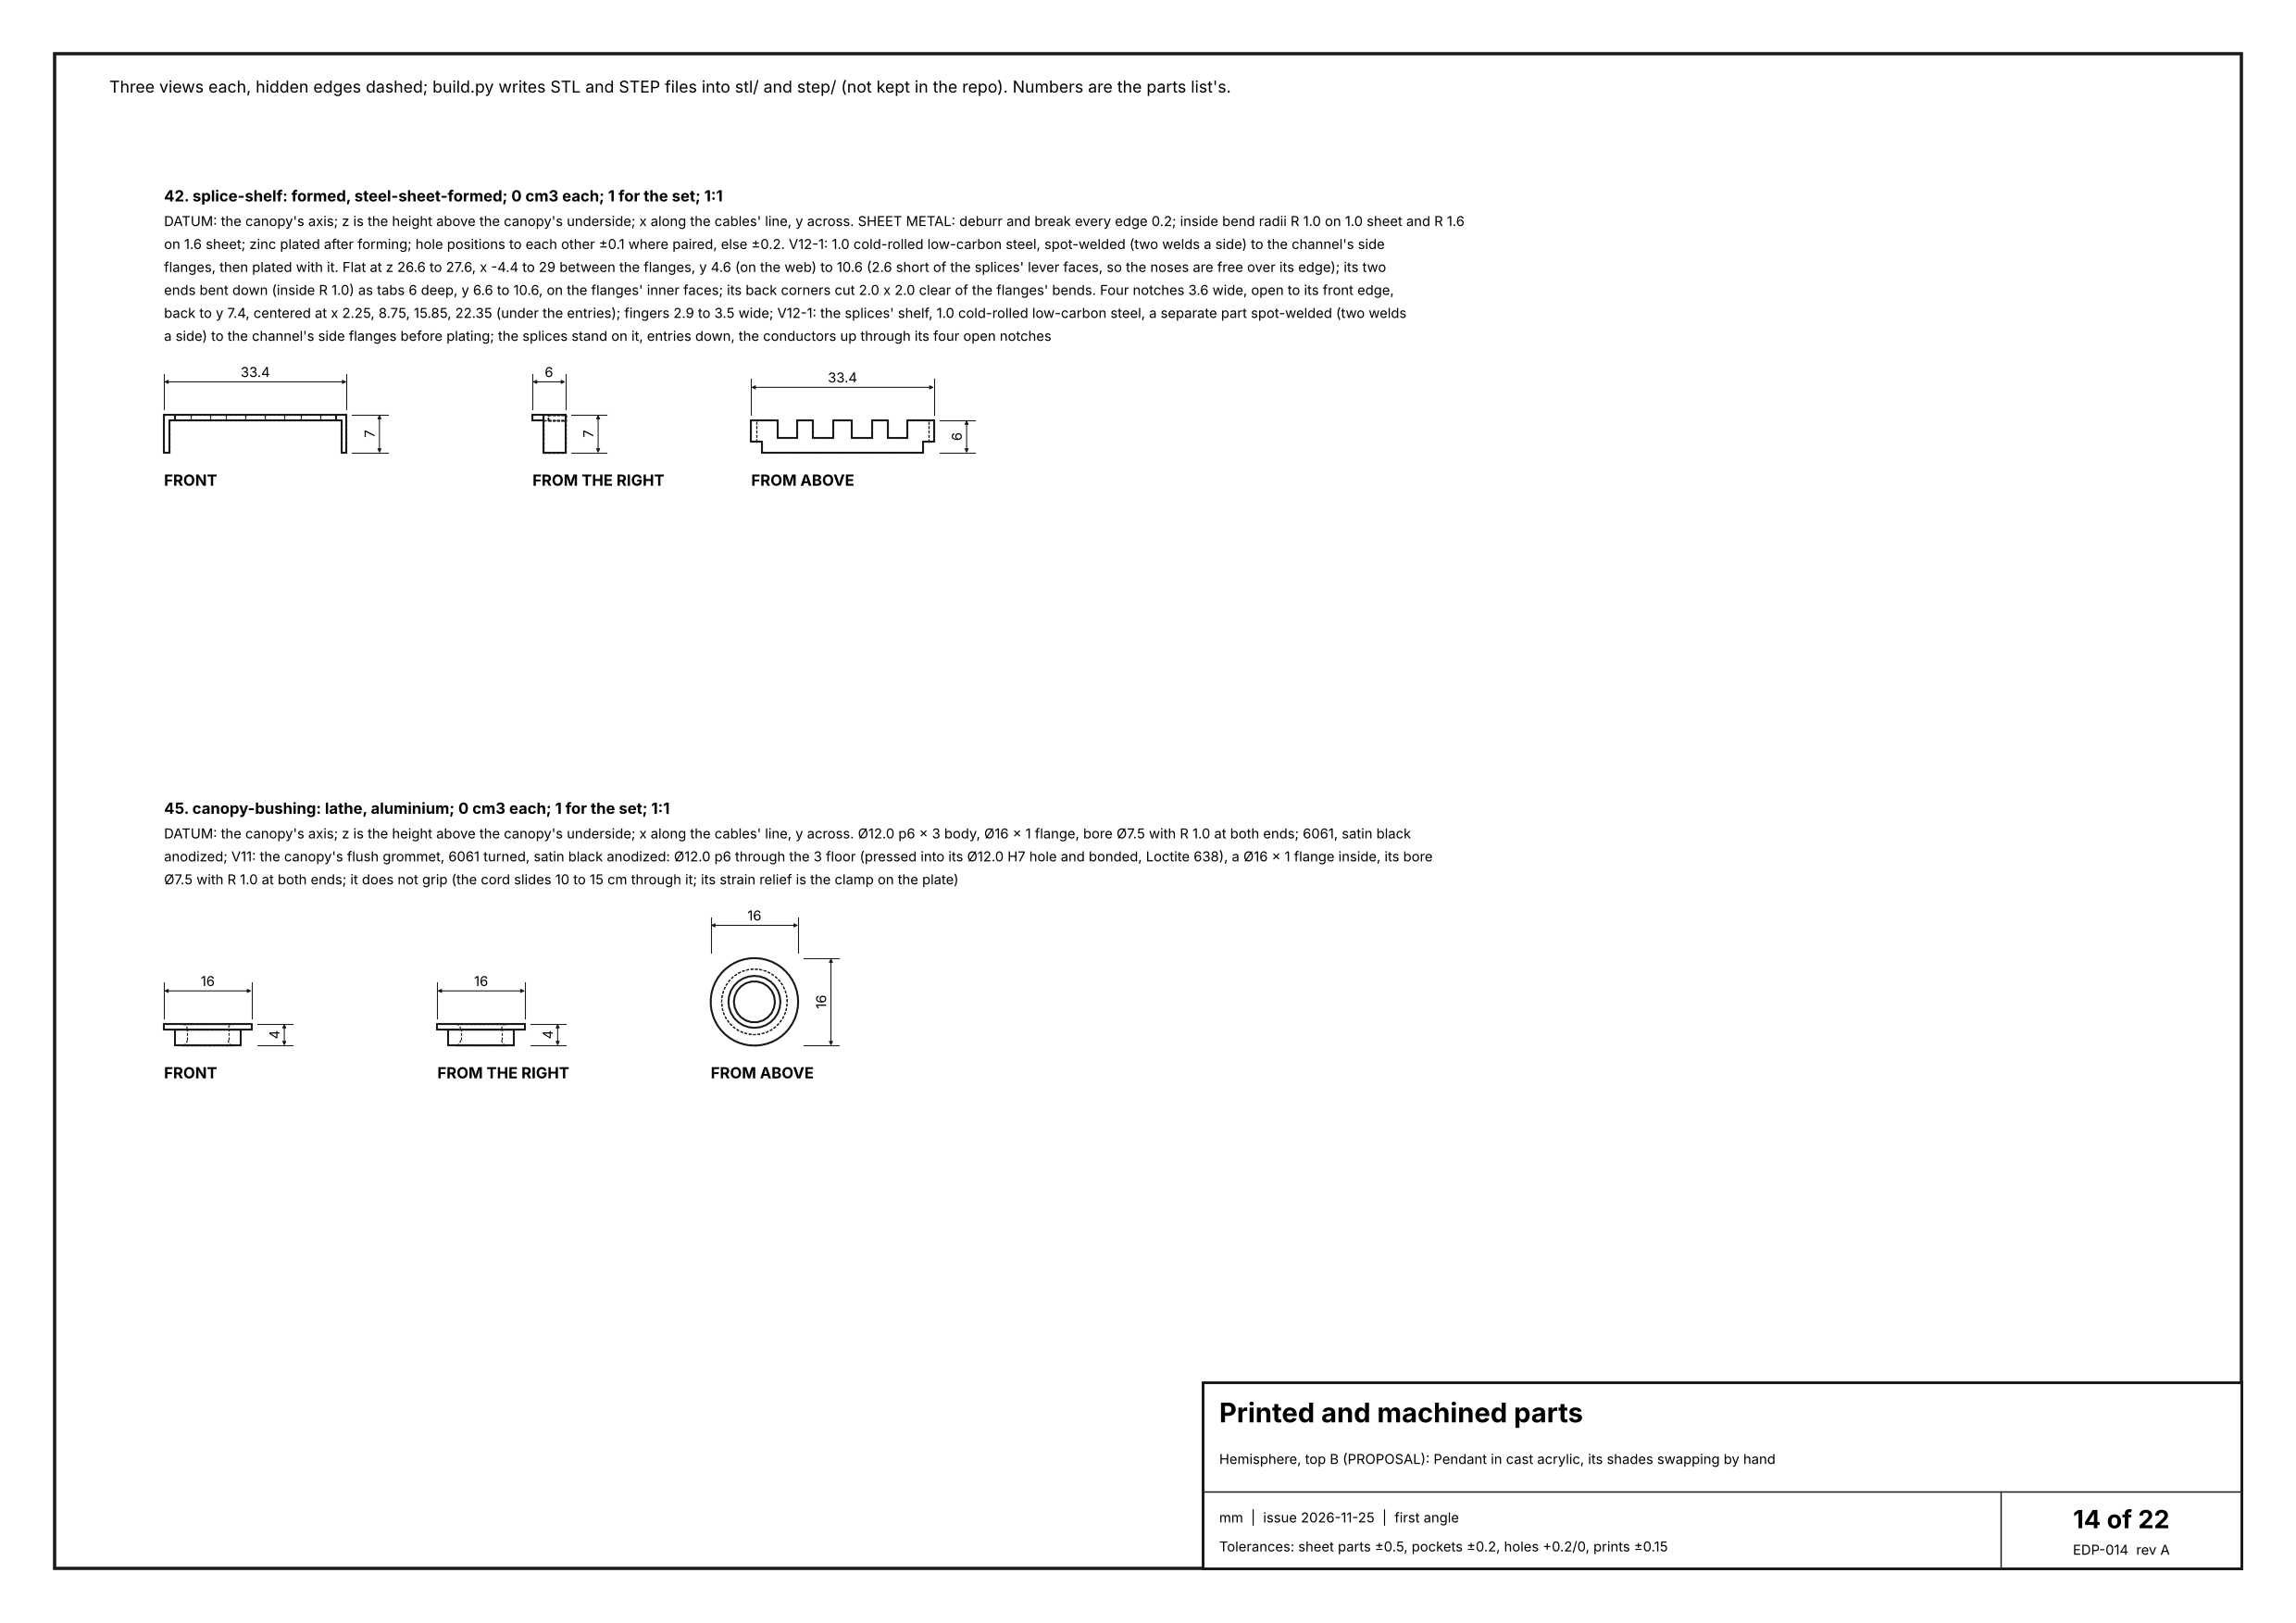 Three views each, hidden edges dashed; build.py writes STL and STEP files into stl/ and step/ (not kept in the repo). Numbers are the parts list's.
42. splice-shelf: formed, steel-sheet-formed; 0 cm3 each; 1 for the set; 1:1
DATUM: the canopy's axis; z is the height above the canopy's underside; x along the cables' line, y across. SHEET METAL: deburr and break every edge 0.2; inside bend radii R 1.0 on 1.0 sheet and R 1.6
on 1.6 sheet; zinc plated after forming; hole positions to each other ±0.1 where paired, else ±0.2. V12-1: 1.0 cold-rolled low-carbon steel, spot-welded (two welds a side) to the channel's side
flanges, then plated with it. Flat at z 26.6 to 27.6, x -4.4 to 29 between the flanges, y 4.6 (on the web) to 10.6 (2.6 short of the splices' lever faces, so the noses are free over its edge); its two
ends bent down (inside R 1.0) as tabs 6 deep, y 6.6 to 10.6, on the flanges' inner faces; its back corners cut 2.0 x 2.0 clear of the flanges' bends. Four notches 3.6 wide, open to its front edge,
back to y 7.4, centered at x 2.25, 8.75, 15.85, 22.35 (under the entries); fingers 2.9 to 3.5 wide; V12-1: the splices' shelf, 1.0 cold-rolled low-carbon steel, a separate part spot-welded (two welds
a side) to the channel's side flanges before plating; the splices stand on it, entries down, the conductors up through its four open notches
33.4
7
6
7
33.4
6
FRONT
FROM THE RIGHT
FROM ABOVE
45. canopy-bushing: lathe, aluminium; 0 cm3 each; 1 for the set; 1:1
DATUM: the canopy's axis; z is the height above the canopy's underside; x along the cables' line, y across. Ø12.0 p6 × 3 body, Ø16 × 1 flange, bore Ø7.5 with R 1.0 at both ends; 6061, satin black
anodized; V11: the canopy's flush grommet, 6061 turned, satin black anodized: Ø12.0 p6 through the 3 floor (pressed into its Ø12.0 H7 hole and bonded, Loctite 638), a Ø16 × 1 flange inside, its bore
Ø7.5 with R 1.0 at both ends; it does not grip (the cord slides 10 to 15 cm through it; its strain relief is the clamp on the plate)
16
4
16
4
16
16
FRONT
FROM THE RIGHT
FROM ABOVE
Printed and machined parts
Hemisphere, top B (PROPOSAL): Pendant in cast acrylic, its shades swapping by hand
mm │ issue 2026-11-25 │ first angle
Tolerances: sheet parts ±0.5, pockets ±0.2, holes +0.2/0, prints ±0.15
14 of 22
EDP-014 rev A